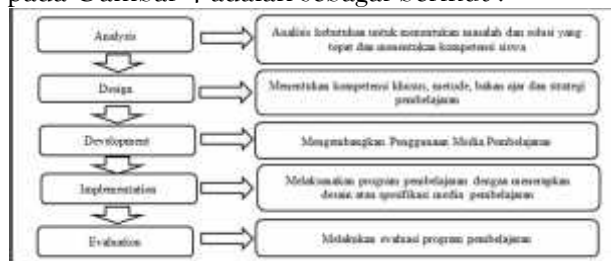 pada Gambar 4 adalah sebagai berikut:
Analysis
Analisis kebutuhan untuk menentukan masalah dan solusi yang
tepat dan menentukan kompetensi siswa
Design
Menentukan kompetensi khusus, metode, bahan ajar dan strategi
pembelajaran
Development
Mengembangkan Penggunaan Media Pembelajaran
Implementation
Melaksanakan program pembelajaran dengan menerapkan
desain atau spesifikasi media pembelajaran
Evaluation
Melakukan evaluasi program pembelajaran